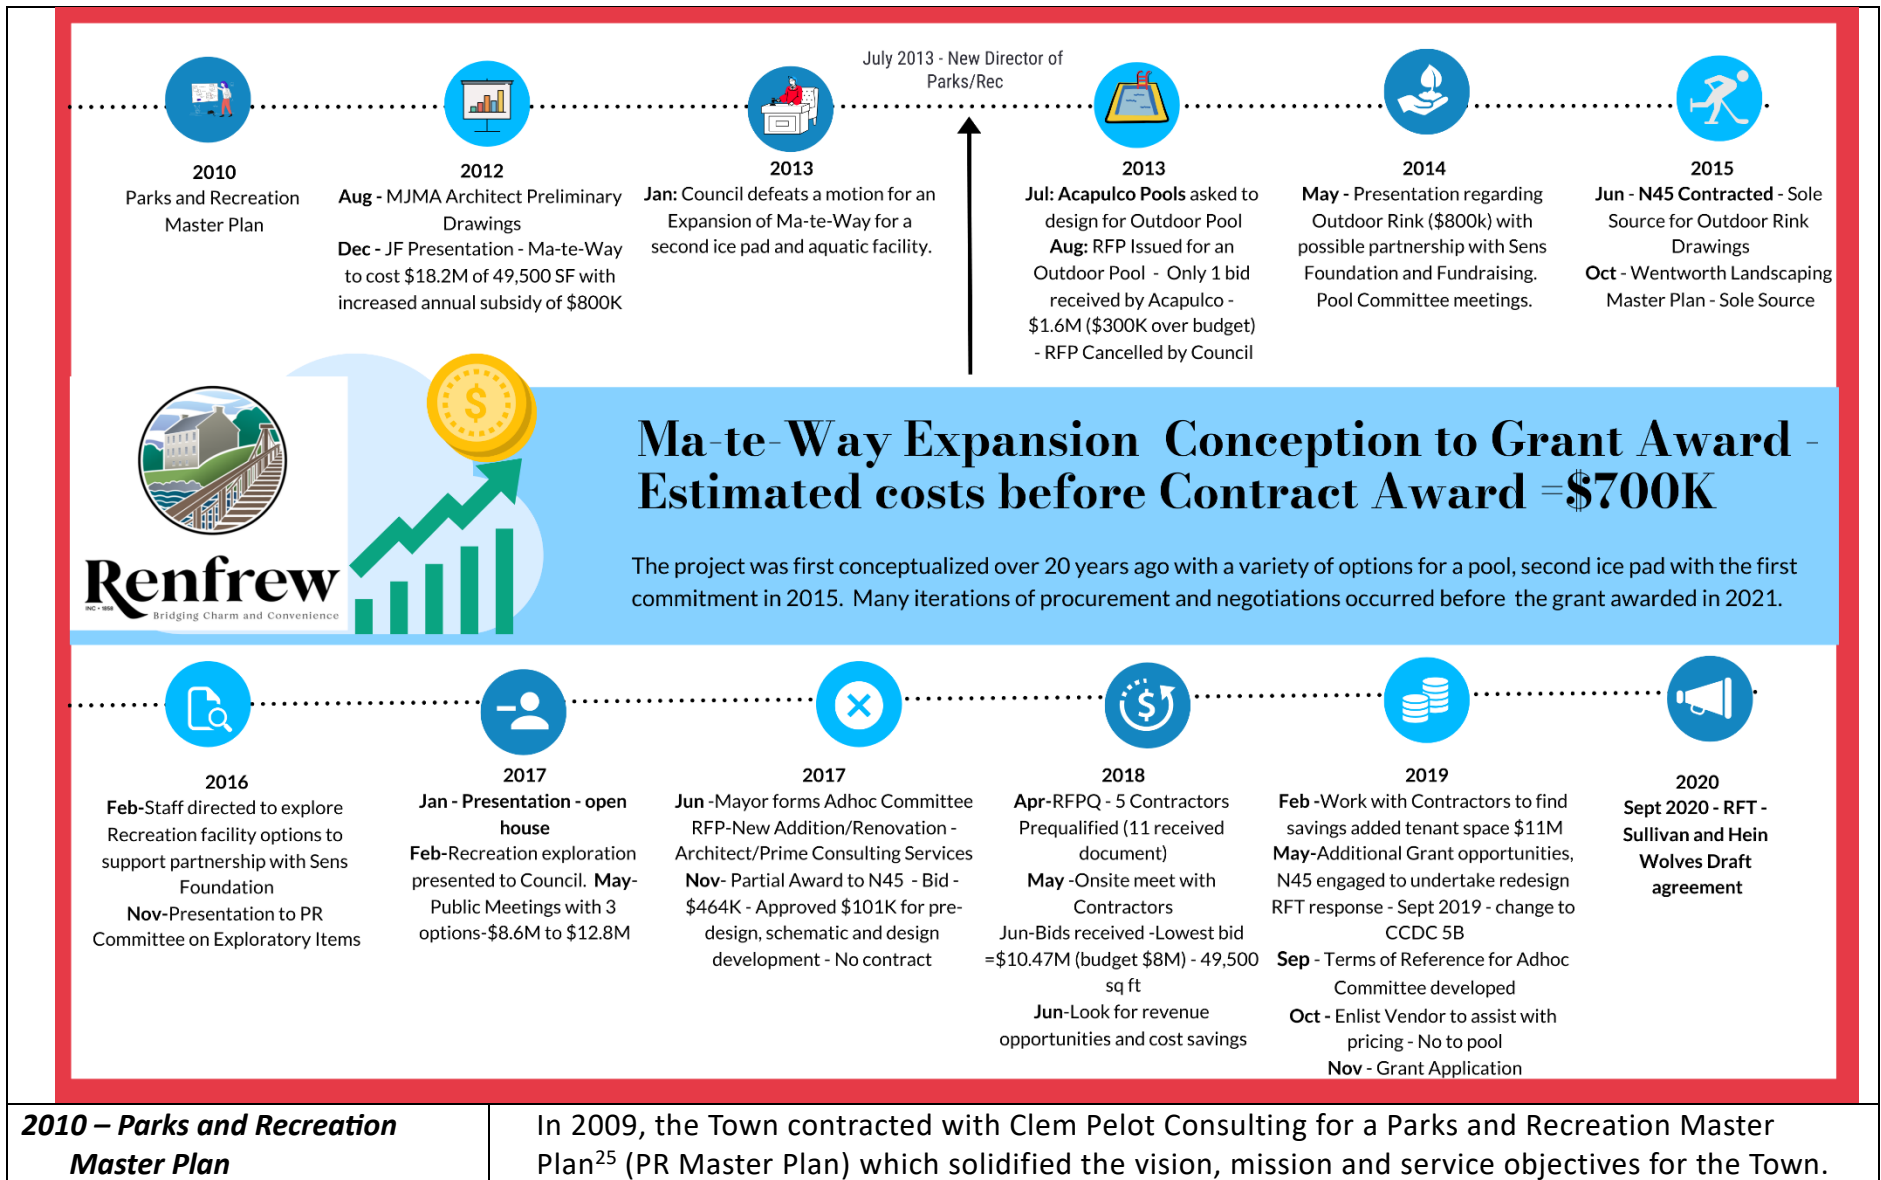 July 2013 - New Director of
Parks/Rec
2010
Parks and Recreation
Master Plan
2012
Aug - MJMA Architect Preliminary
Drawings
Dec - JF Presentation - Ma-te-Way
to cost $18.2M of 49,500 SF with
increased annual subsidy of $800K
2013
Jan: Council defeats a motion for an
Expansion of Ma-te-Way for a
second ice pad and aquatic facility.
2013
Jul: Acapulco Pools asked to
design for Outdoor Pool
Aug: RFP Issued for an
Outdoor Pool - Only 1 bid
received by Acapulco -
$1.6M ($300K over budget)
- RFP Cancelled by Council
2014
May - Presentation regarding
Outdoor Rink ($800k) with
possible partnership with Sens
Foundation and Fundraising.
Pool Committee meetings.
2015
Jun - N45 Contracted - Sole
Source for Outdoor Rink
Drawings
Oct - Wentworth Landscaping
Master Plan - Sole Source
Renfrew
INC • 1858
Bridging Charm and Convenience
Ma-te-Way Expansion Conception to Grant Award -
Estimated costs before Contract Award =$700K
The project was first conceptualized over 20 years ago with a variety of options for a pool, second ice pad with the first
commitment in 2015. Many iterations of procurement and negotiations occurred before the grant awarded in 2021.
2016
Feb-Staff directed to explore
Recreation facility options to
support partnership with Sens
Foundation
Nov-Presentation to PR
Committee on Exploratory Items
2017
Jan - Presentation - open
house
Feb-Recreation exploration
presented to Council. May-
Public Meetings with 3
options-$8.6M to $12.8M
2017
Jun -Mayor forms Adhoc Committee
RFP-New Addition/Renovation -
Architect/Prime Consulting Services
Nov- Partial Award to N45 - Bid -
$464K - Approved $101K for pre-
design, schematic and design
development - No contract
2018
Apr-RFPQ - 5 Contractors
Prequalified (11 received
document)
May -Onsite meet with
Contractors
Jun-Bids received -Lowest bid
=$10.47M (budget $8M) - 49,500
sq ft
Jun-Look for revenue
opportunities and cost savings
2019
Feb -Work with Contractors to find
savings added tenant space $11M
May-Additional Grant opportunities,
N45 engaged to undertake redesign
RFT response - Sept 2019 - change to
CCDC 5B
Sep - Terms of Reference for Adhoc
Committee developed
Oct - Enlist Vendor to assist with
pricing - No to pool
Nov - Grant Application
2020
Sept 2020 - RFT -
Sullivan and Hein
Wolves Draft
agreement
2010 – Parks and Recreation
Master Plan
In 2009, the Town contracted with Clem Pelot Consulting for a Parks and Recreation Master
Plan25 (PR Master Plan) which solidified the vision, mission and service objectives for the Town.